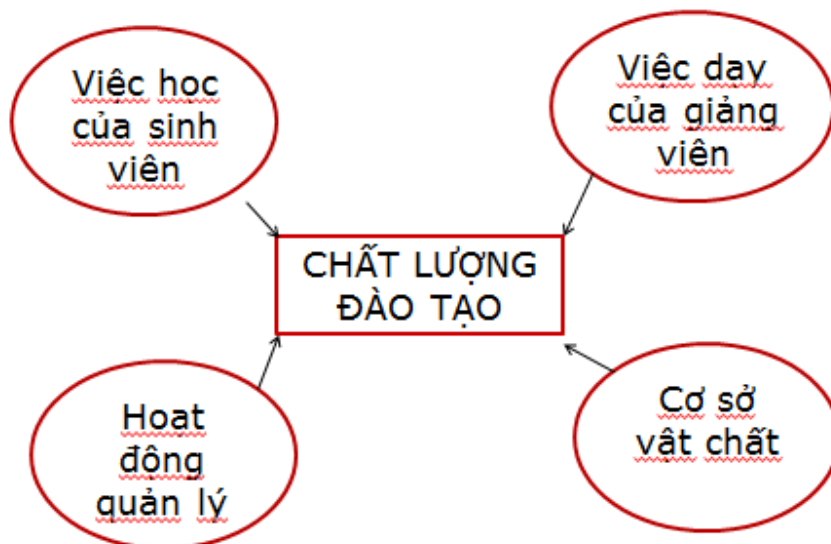 Việc học
của sinh
viên
Việc dạy
của giảng
viên
CHẤT LƯỢNG
ĐÀO TẠO
Hoạt
động
quản lý
Cơ sở
vật chất